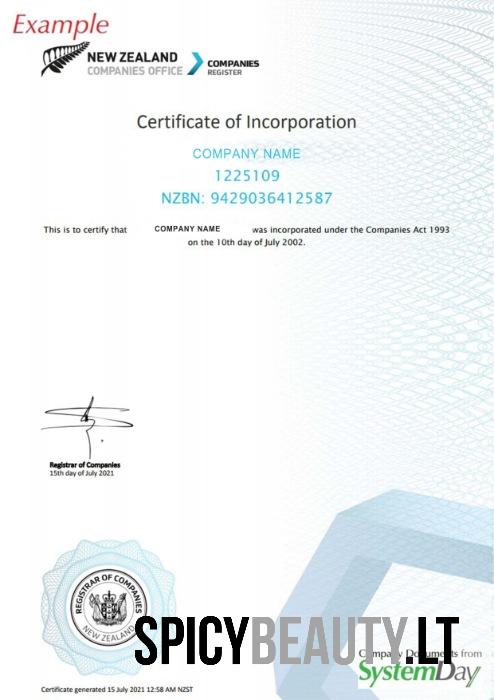 Example
NEW ZEALAND
COMPANIES OFFICE
COMPANIES
REGISTER
Certificate of Incorporation
COMPANY NAME
1225109
NZBN: 9429036412587
This is to certify that COMPANY NAME was incorporated under the Companies Act 1993
on the 10th day of July 2002.
Registrar of Companies
15th day of July 2021
REGISTRAR OF COMPANIES
NEW ZEALAND
SPICYBEAUTY.LT
Company Documents from
SystemDay
Certificate generated 15 July 2021 12:58 AM NZST